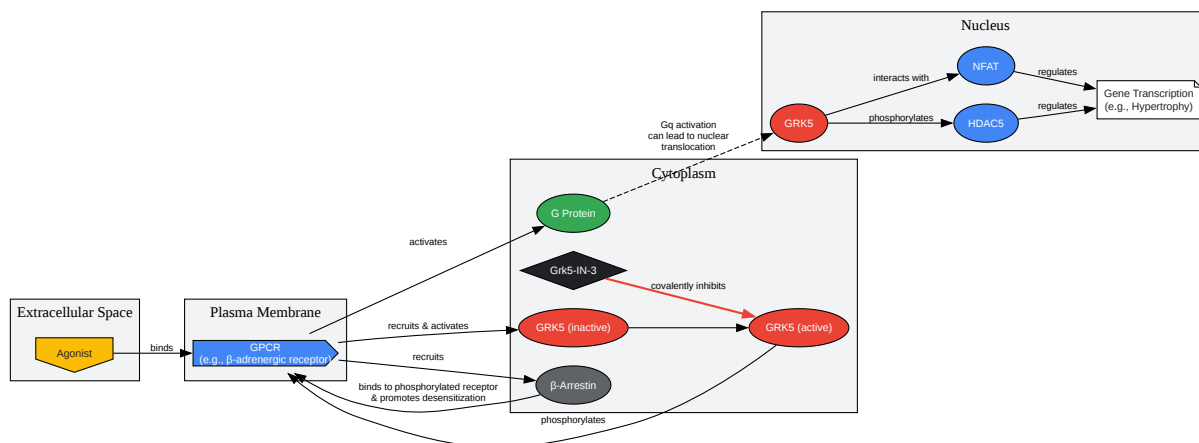 Nucleus
NFAT
interacts with
regulates
Gene Transcription
(e.g., Hypertrophy)
GRK5
phosphorylates
HDAC5
regulates
Gq activation
can lead to nuclear
translocation
Cytoplasm
G Protein
activates
Grk5-IN-3
covalently inhibits
Extracellular Space
Agonist
binds
Plasma Membrane
GPCR
(e.g., β-adrenergic receptor)
recruits & activates
GRK5 (inactive)
GRK5 (active)
recruits
β-Arrestin
binds to phosphorylated receptor
& promotes desensitization
phosphorylates